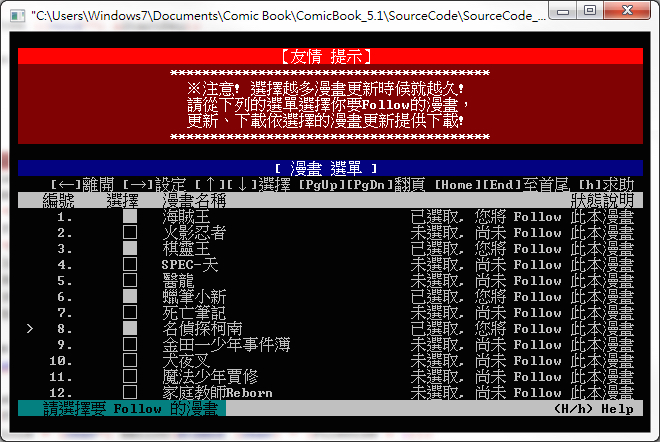 "C:\Users\Windows7\Documents\Comic Book\ComicBook_5.1\SourceCode\SourceCode_...
[友情 提示]
****************************************
※注意! 選擇越多漫畫更新時候就越久!
請從下列的選單選擇你要Follow的漫畫，
更新、下載依選擇的漫畫更新提供下載!
****************************************
[ 漫畫 選單 ]
[←]離開 [→]設定 [↑][↓]選擇 [PgUp][PgDn]翻頁 [Home][End]至首尾 [h]求助
編號 選擇 漫畫名稱 狀態說明
1. 海賊王 已選取, 您將 Follow 此本漫畫
2. 火影忍者 未選取, 尚未 Follow 此本漫畫
3. 棋靈王 已選取, 您將 Follow 此本漫畫
4. SPEC-天 未選取, 尚未 Follow 此本漫畫
5. 醫龍 未選取, 尚未 Follow 此本漫畫
6. 蠟筆小新 已選取, 您將 Follow 此本漫畫
7. 死亡筆記 未選取, 尚未 Follow 此本漫畫
> 8. 名偵探柯南 已選取, 您將 Follow 此本漫畫
9. 金田一少年事件簿 未選取, 尚未 Follow 此本漫畫
10. 犬夜叉 未選取, 尚未 Follow 此本漫畫
11. 魔法少年賈修 未選取, 尚未 Follow 此本漫畫
12. 家庭教師Reborn 未選取, 尚未 Follow 此本漫畫
請選擇要 Follow 的漫畫 (H/h) Help